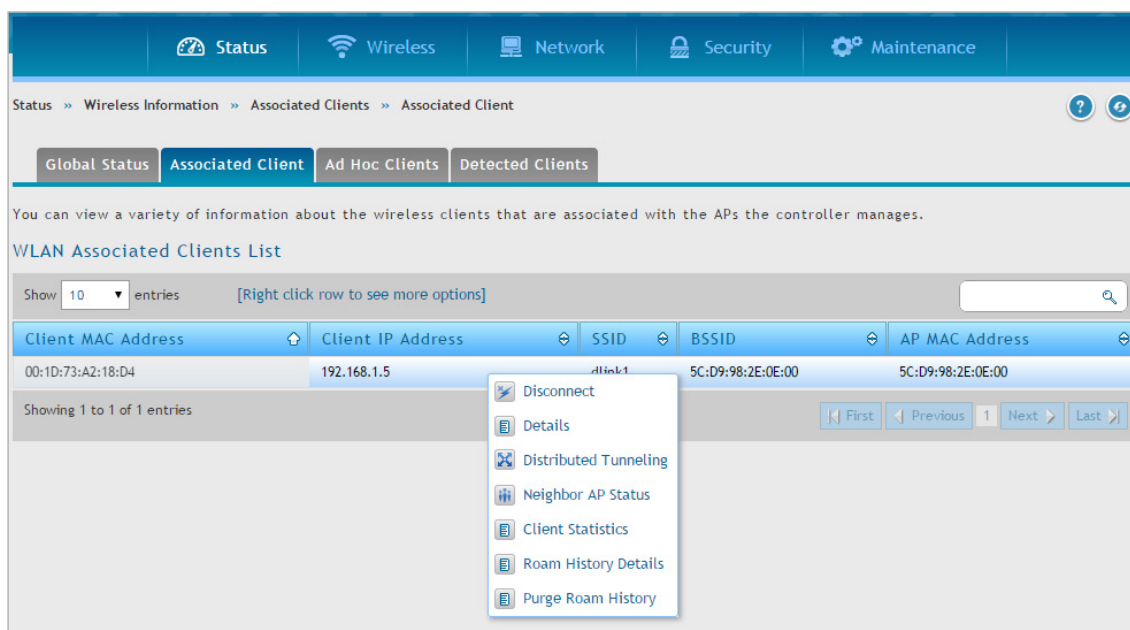 Status Wireless Network Security Maintenance
Status » Wireless Information » Associated Clients » Associated Client
?
Global Status Associated Client Ad Hoc Clients Detected Clients
You can view a variety of information about the wireless clients that are associated with the APs the controller manages.
WLAN Associated Clients List
Show 10 entries [Right click row to see more options]
Client MAC Address Client IP Address SSID BSSID AP MAC Address
00:1D:73:A2:18:D4 192.168.1.5 dlink1 5C:D9:98:2E:0E:00 5C:D9:98:2E:0E:00
Showing 1 to 1 of 1 entries First Previous 1 Next Last
Disconnect
Details
Distributed Tunneling
Neighbor AP Status
Client Statistics
Roam History Details
Purge Roam History